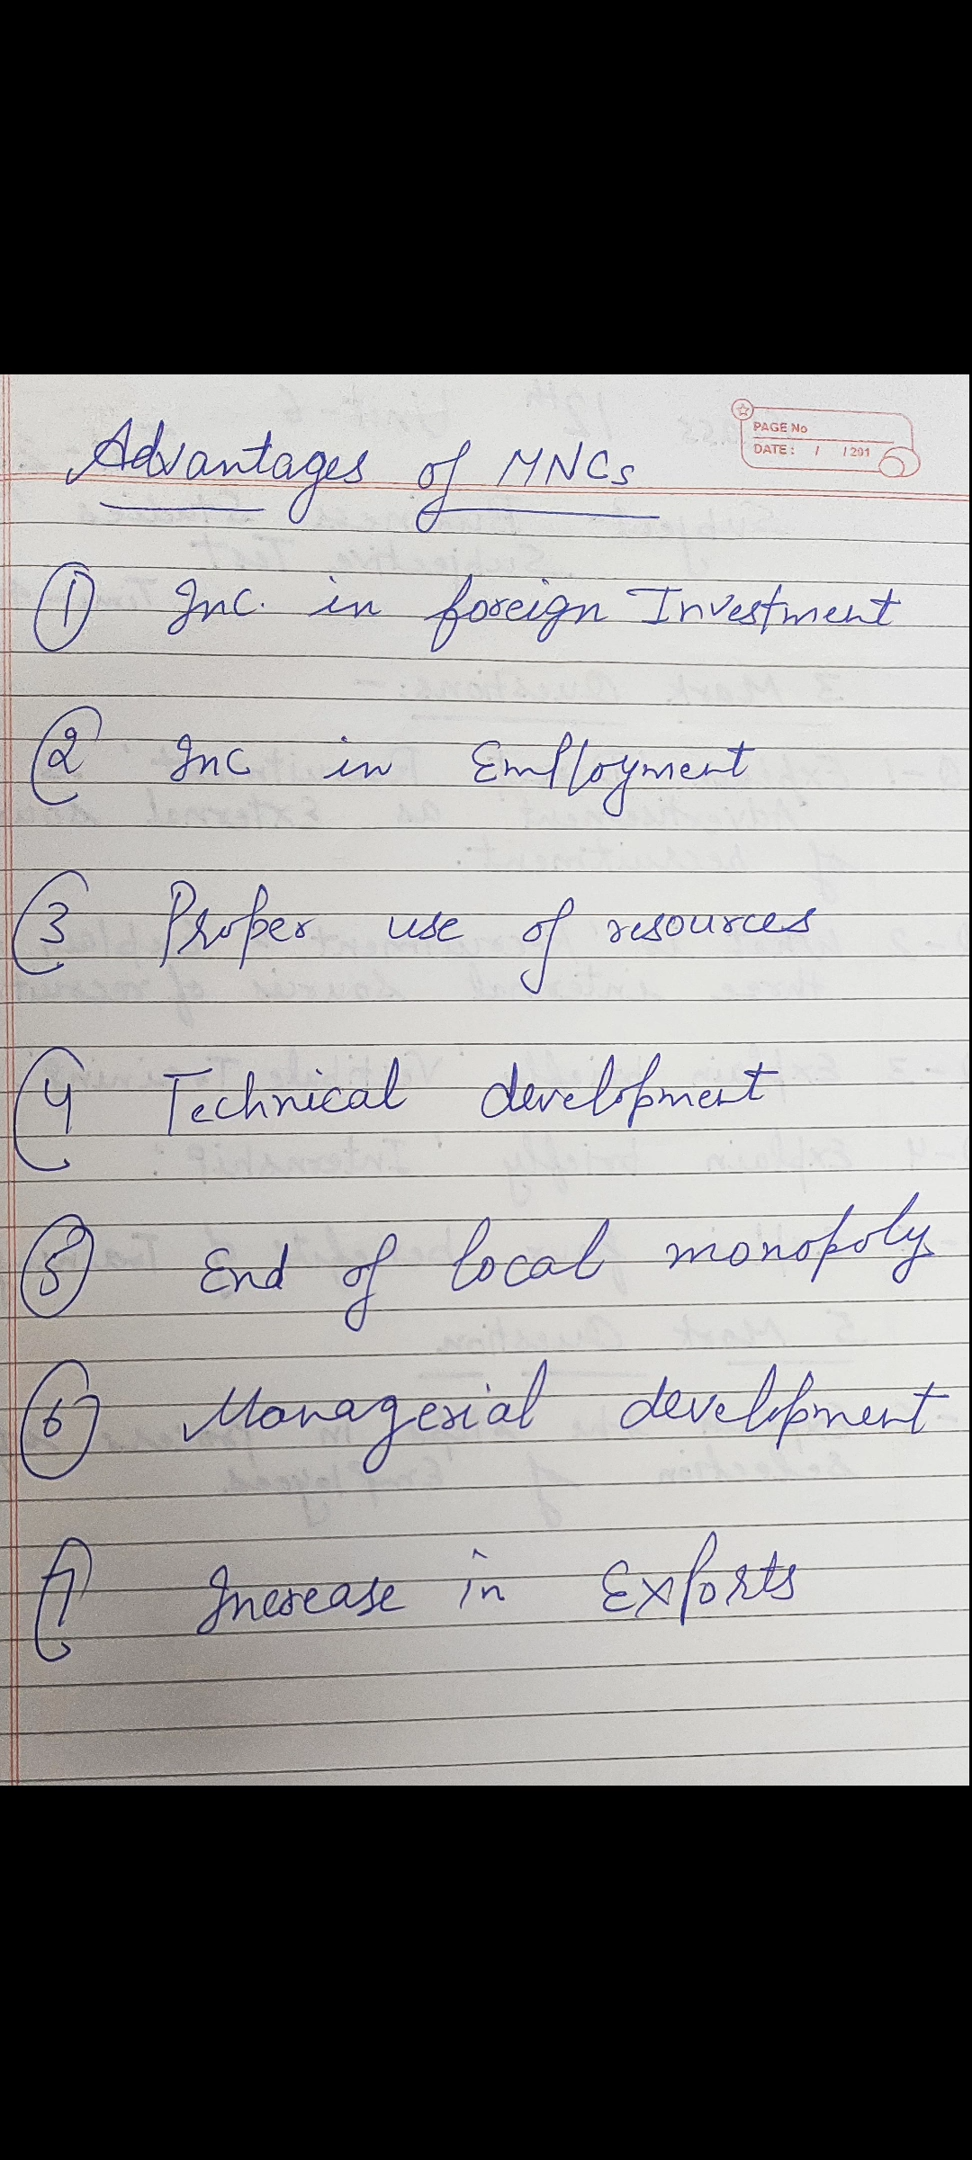 PAGE No
DATE: / /201
Advantages of MNCs
1 Inc. in foreign Investment
2 Inc in Employment
3 Proper use of resources
4 Technical development
5 End of local monopoly
6 Managerial development
7 Increase in Exports